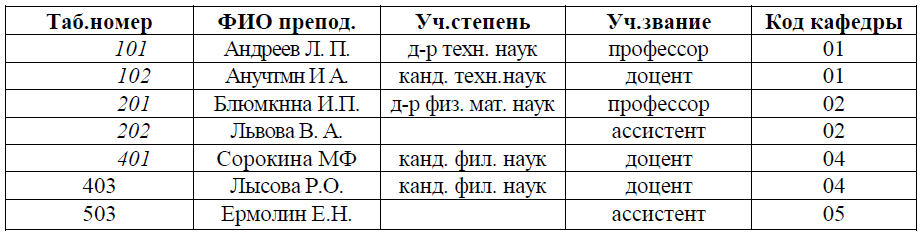 Таб.номер ФИО препод. Уч.степень Уч.звание Код кафедры
101 Андреев Л. П. д-р техн. наук профессор 01
102 Анучтмн И А. канд. техн.наук доцент 01
201 Блюмкнна И.П. д-р физ. мат. наук профессор 02
202 Львова В. А. ассистент 02
401 Сорокина МФ канд. фил. наук доцент 04
403 Лысова Р.О. канд. фил. наук доцент 04
503 Ермолин Е.Н. ассистент 05